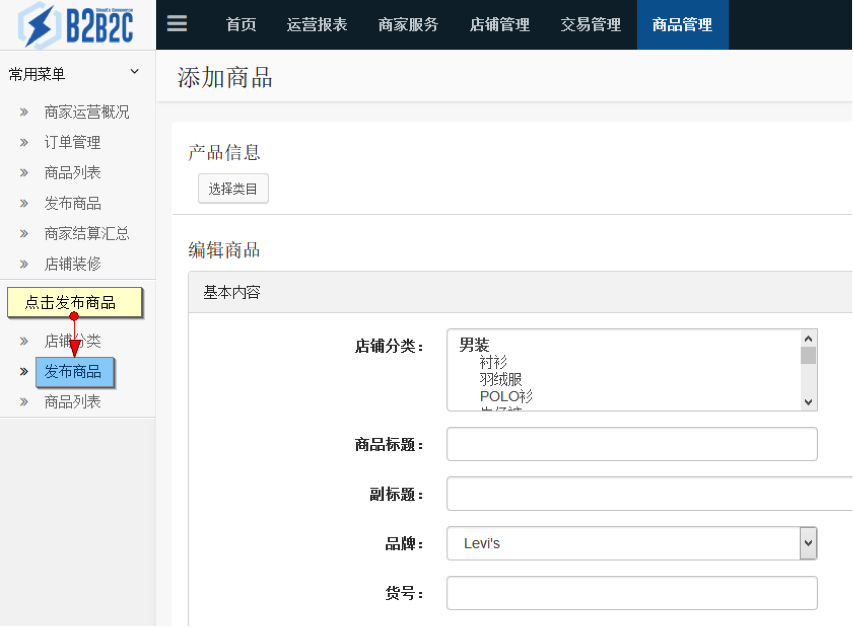 B2B2C
首页 运营报表 商家服务 店铺管理 交易管理 商品管理
常用菜单
商家运营概况
订单管理
商品列表
发布商品
商家结算汇总
店铺装修
点击发布商品
店铺分类
发布商品
商品列表
添加商品
产品信息
选择类目
编辑商品
基本内容
店铺分类：
男装
衬衫
羽绒服
POLO衫
商品标题：
副标题：
品牌：
Levi's
货号：